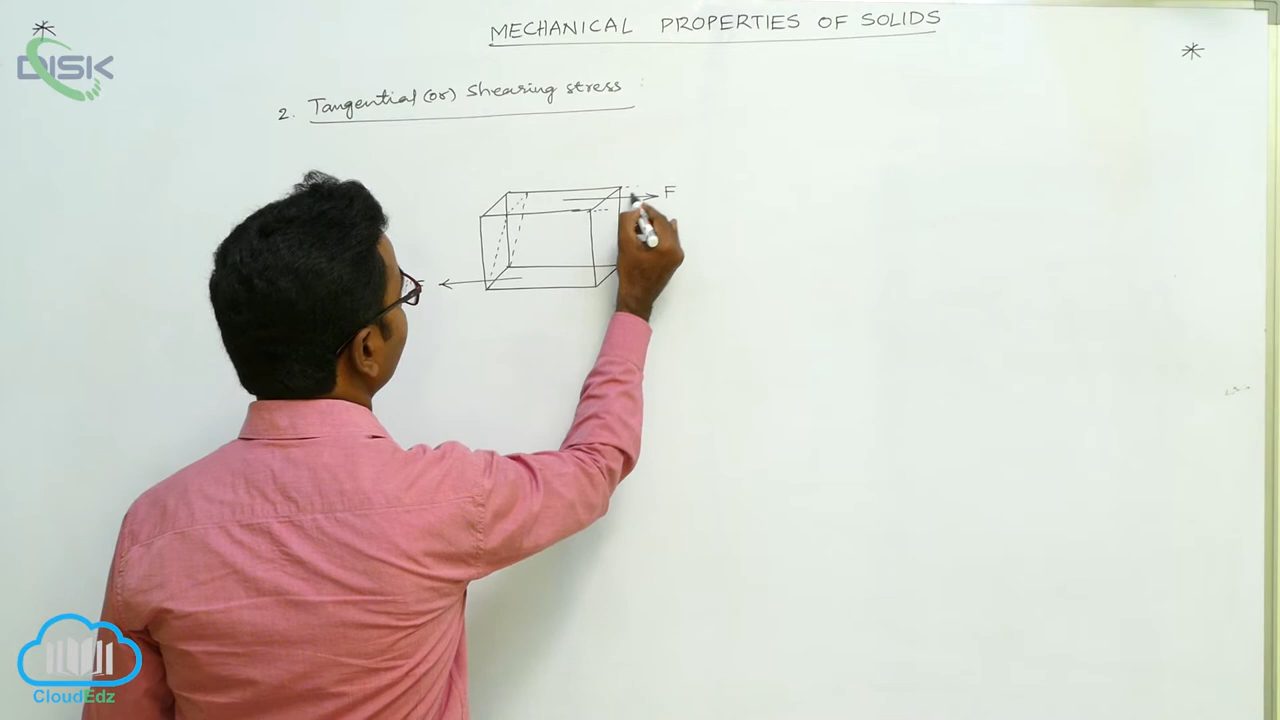 MECHANICAL PROPERTIES OF SOLIDS
DISK
2. Tangential (or) Shearing stress :
F
CloudEdz